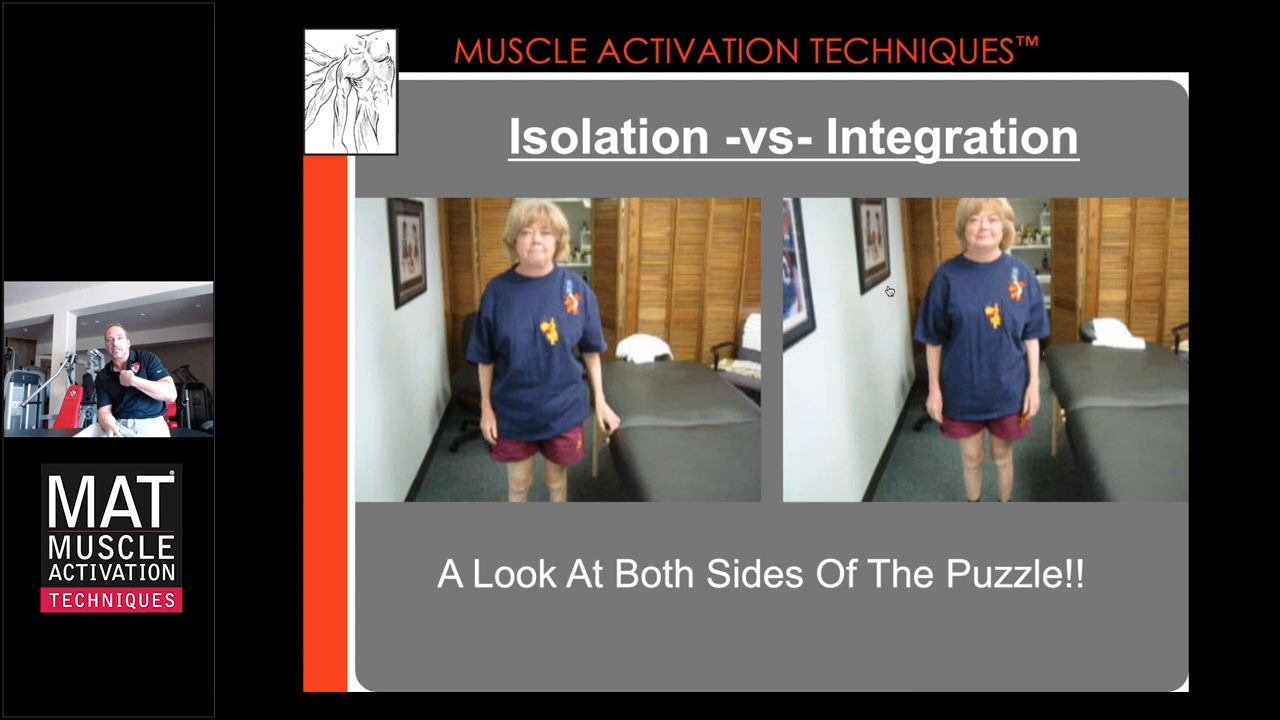 MUSCLE ACTIVATION TECHNIQUES™
Isolation -vs- Integration
A Look At Both Sides Of The Puzzle!!
MAT®
MUSCLE
ACTIVATION
TECHNIQUES